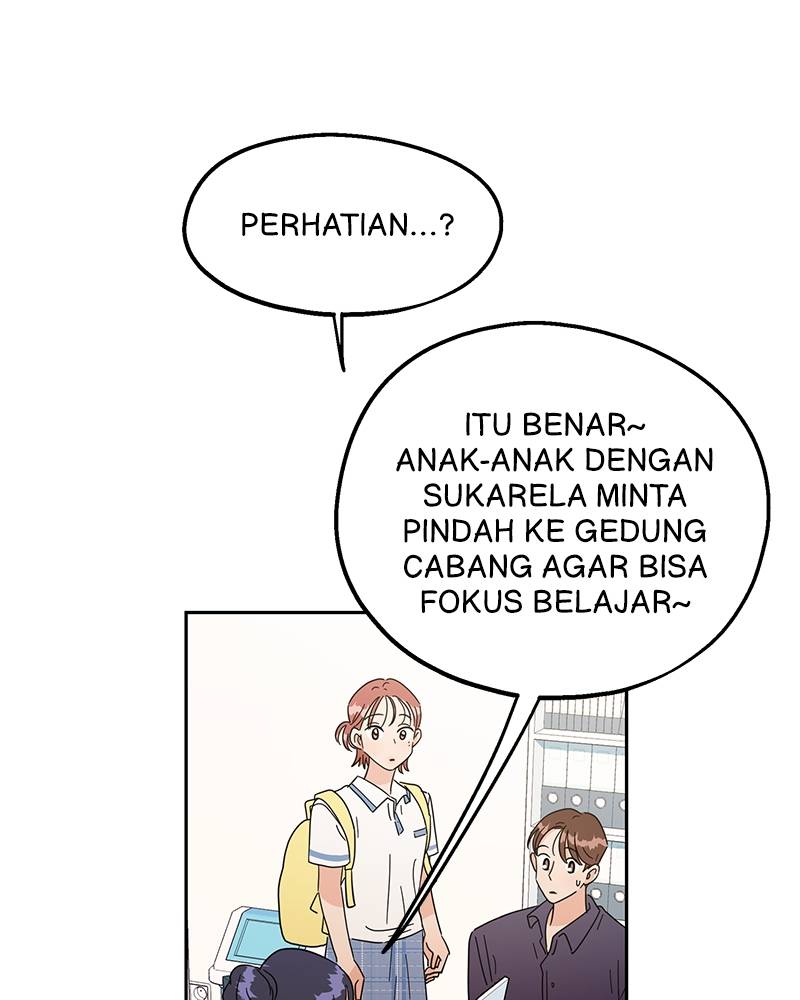 PERHATIAN...?
ITU BENAR~
ANAK-ANAK DENGAN
SUKARELA MINTA
PINDAH KE GEDUNG
CABANG AGAR BISA
FOKUS BELAJAR~